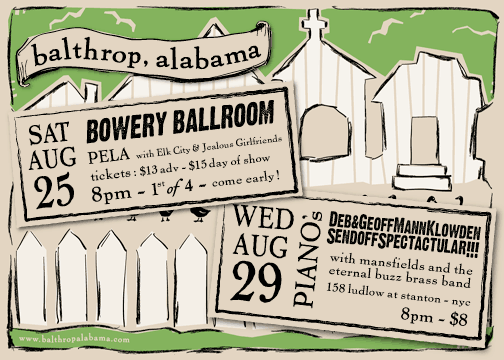 balthrop, alabama
SAT
AUG
25
BOWERY BALLROOM
PELA with Elk City & Jealous Girlfriends
tickets : $13 adv - $15 day of show
8pm - 1st of 4 - come early!
WED
AUG
29
PIANO's
DEB&GEOFFMANNKLOWDEN
SENDOFFSPECTACULAR!!!
with mansfields and the
eternal buzz brass band
158 ludlow at stanton - nyc
8pm - $8
www.balthropalabama.com